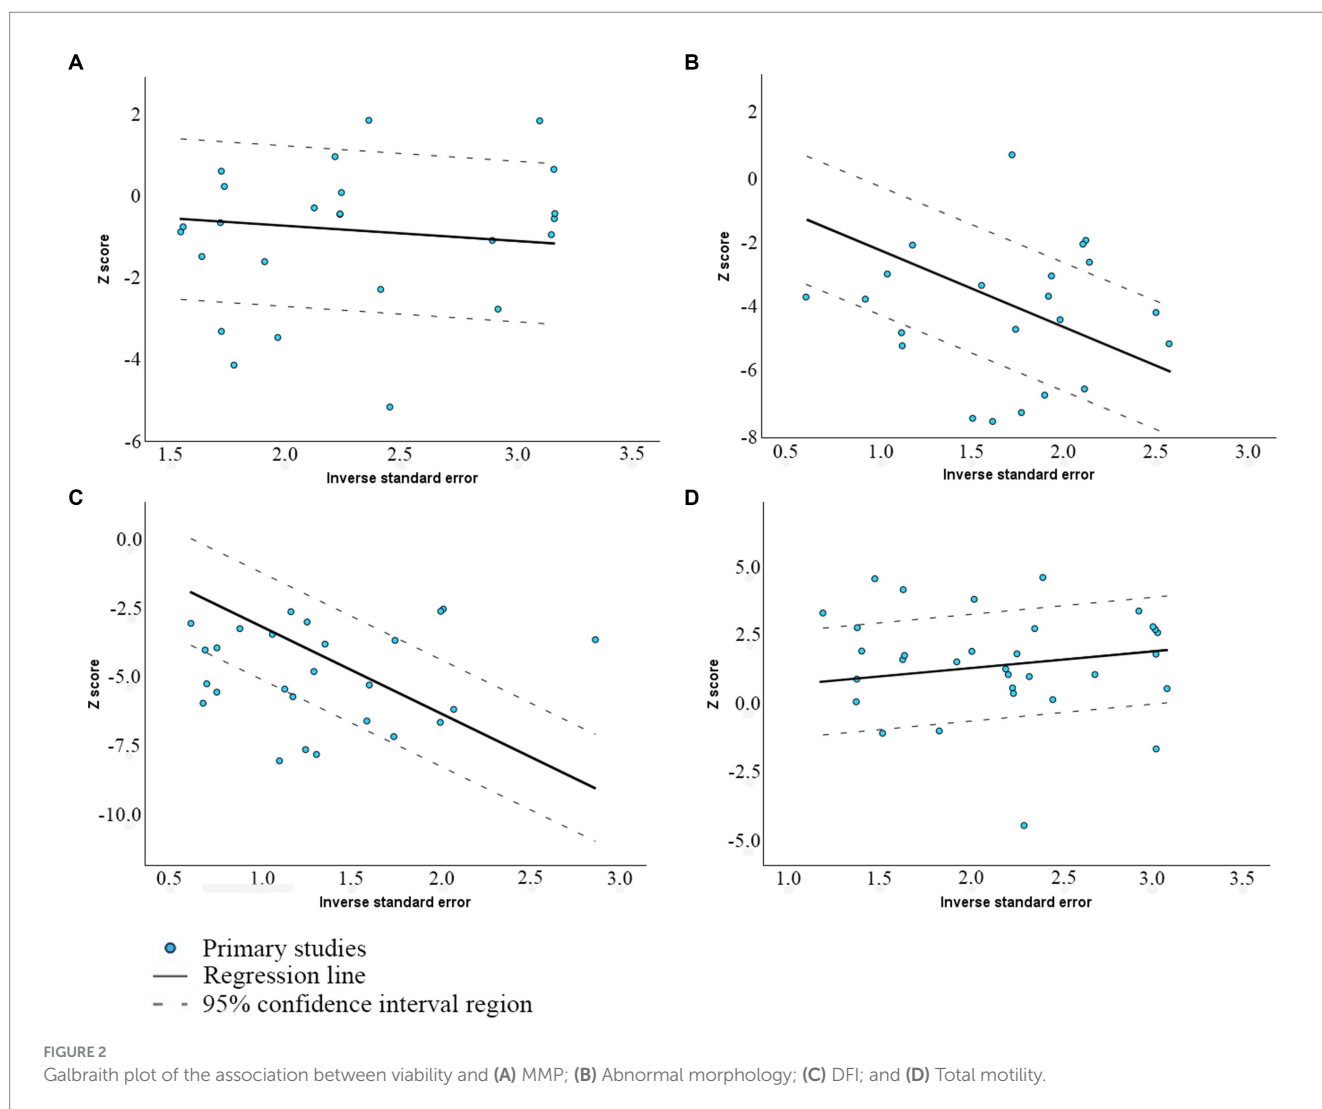 A
2
0
-2
-4
-6
Z score
1.5 2.0 2.5 3.0 3.5
Inverse standard error
B
2
0
-2
-4
-6
-8
Z score
0.5 1.0 1.5 2.0 2.5 3.0
Inverse standard error
C
0.0
-2.5
-5.0
-7.5
-10.0
Z score
0.5 1.0 1.5 2.0 2.5 3.0
Inverse standard error
D
5.0
2.5
0.0
-2.5
-5.0
Z score
1.0 1.5 2.0 2.5 3.0 3.5
Inverse standard error
Primary studies
Regression line
95% confidence interval region
FIGURE 2
Galbraith plot of the association between viability and (A) MMP; (B) Abnormal morphology; (C) DFI; and (D) Total motility.